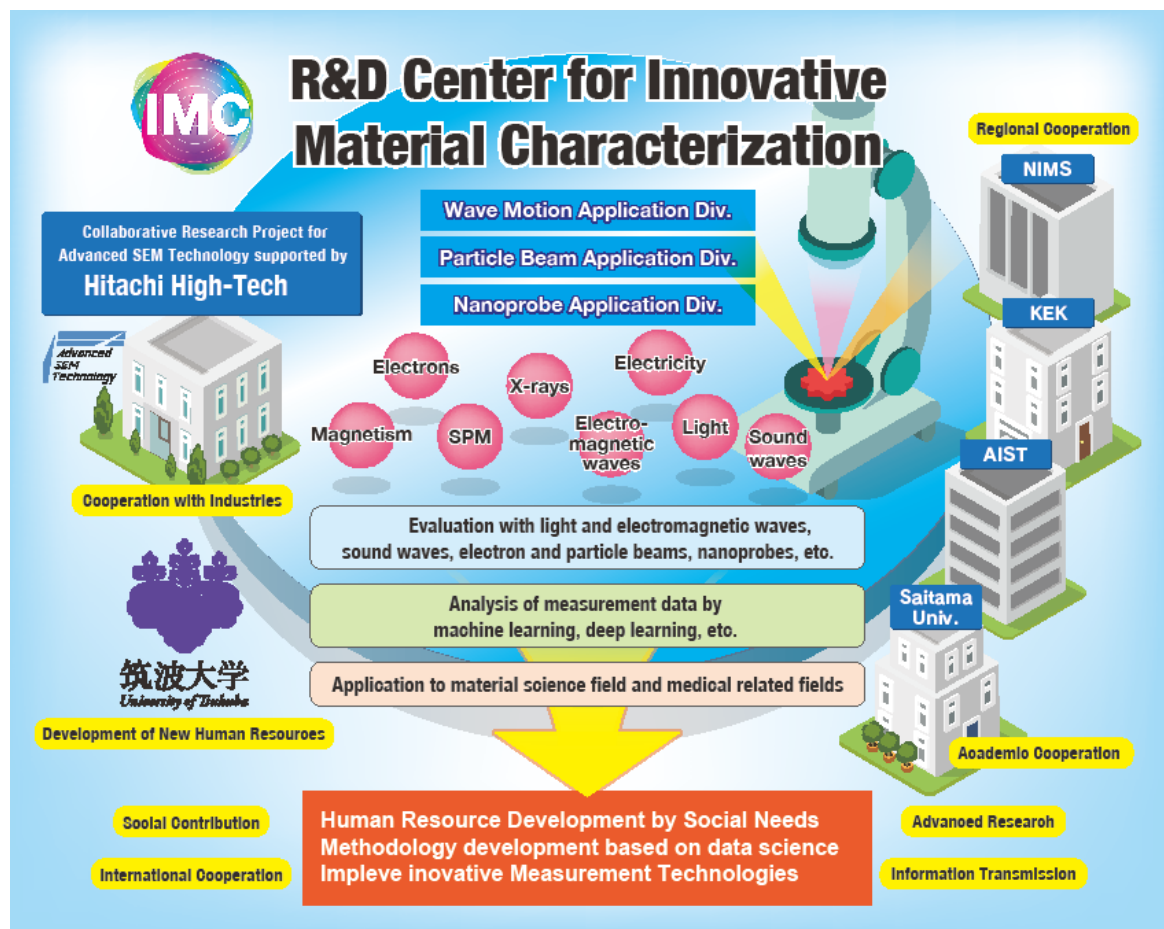 IMC
R&D Center for Innovative
Material Characterization
Regional Cooperation
NIMS
Wave Motion Application Div.
Particle Beam Application Div.
Nanoprobe Application Div.
Collaborative Research Project for
Advanced SEM Technology supported by
Hitachi High-Tech
KEK
Advanced
SEM
Technology
Electrons
X-rays
Electricity
Magnetism
SPM
Electro-
magnetic
waves
Light
Sound
waves
AIST
Cooperation with Industries
Evaluation with light and electromagnetic waves,
sound waves, electron and particle beams, nanoprobes, etc.
Analysis of measurement data by
machine learning, deep learning, etc.
Saitama
Univ.
筑波大学
University of Tsukuba
Application to material science field and medical related fields
Development of New Human Resouroes
Aoademlo Cooperation
Human Resource Development by Social Needs
Methodology development based on data science
Impleve inovative Measurement Technologies
Soolal Contribution
International Cooperation
Advanoed Researoh
Information Transmission